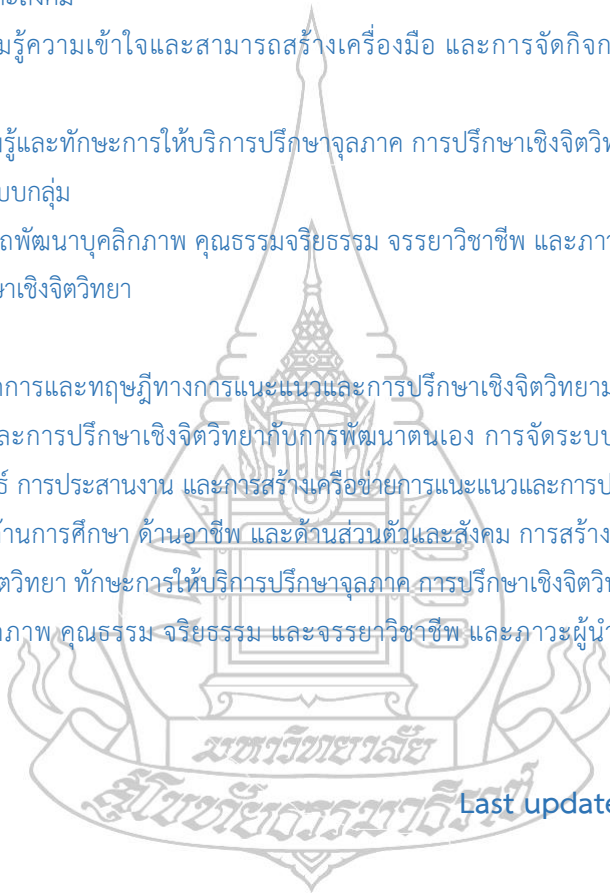 ะสังคม
มรู้ความเข้าใจและสามารถสร้างเครื่องมือ และการจัดกิจก
รู้และทักษะการให้บริการปรึกษาจุลภาค การปรึกษาเชิงจิตวิ
บบกลุ่ม
ถพัฒนาบุคลิกภาพ คุณธรรมจริยธรรม จรรยาวิชาชีพ และภา
ษาเชิงจิตวิทยา
การและทฤษฎีทางการแนะแนวและการปรึกษาเชิงจิตวิทยาม
ละการปรึกษาเชิงจิตวิทยากับการพัฒนาตนเอง การจัดระบบ
ธ์ การประสานงาน และการสร้างเครือข่ายการแนะแนวและการป
ด้านการศึกษา ด้านอาชีพ และด้านส่วนตัวและสังคม การสร้าง
ตวิทยา ทักษะการให้บริการปรึกษาจุลภาค การปรึกษาเชิงจิตวิ
ภาพ คุณธรรม จริยธรรม และจรรยาวิชาชีพ และภาวะผู้นำ
มหาวิทยาลัย
สุโขทัยธรรมาธิราช
Last update